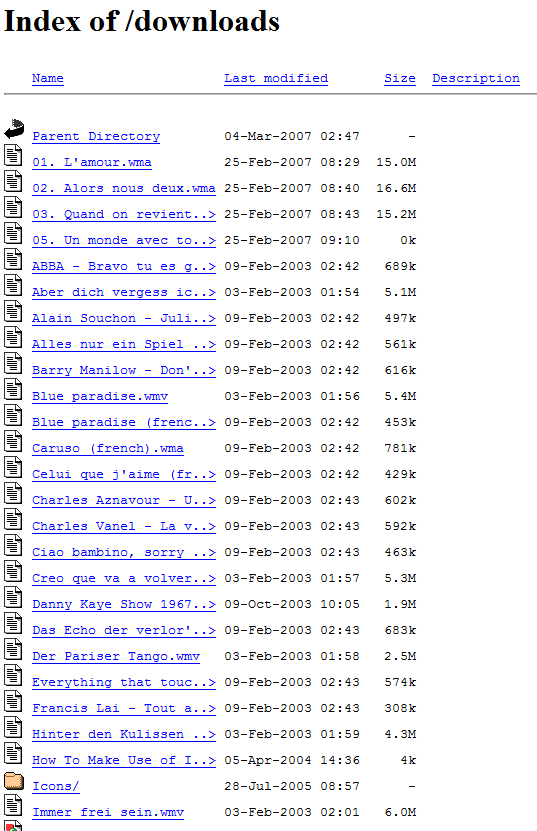 Index of /downloads
Name Last modified Size Description
Parent Directory 04-Mar-2007 02:47 -
01. L'amour.wma 25-Feb-2007 08:29 15.0M
02. Alors nous deux.wma 25-Feb-2007 08:40 16.6M
03. Quand on revient..> 25-Feb-2007 08:43 15.2M
05. Un monde avec to..> 25-Feb-2007 09:10 0k
ABBA - Bravo tu es g..> 09-Feb-2003 02:42 689k
Aber dich vergess ic..> 03-Feb-2003 01:54 5.1M
Alain Souchon - Juli..> 09-Feb-2003 02:42 497k
Alles nur ein Spiel ..> 09-Feb-2003 02:42 561k
Barry Manilow - Don'..> 09-Feb-2003 02:42 616k
Blue paradise.wmv 03-Feb-2003 01:56 5.4M
Blue paradise (frenc..> 09-Feb-2003 02:42 453k
Caruso (french).wma 09-Feb-2003 02:42 781k
Celui que j'aime (fr..> 09-Feb-2003 02:42 429k
Charles Aznavour - U..> 09-Feb-2003 02:43 602k
Charles Vanel - La v..> 09-Feb-2003 02:43 592k
Ciao bambino, sorry ..> 09-Feb-2003 02:43 463k
Creo que va a volver..> 03-Feb-2003 01:57 5.3M
Danny Kaye Show 1967..> 09-Oct-2003 10:05 1.9M
Das Echo der verlor'..> 09-Feb-2003 02:43 683k
Der Pariser Tango.wmv 03-Feb-2003 01:58 2.5M
Everything that touc..> 09-Feb-2003 02:43 574k
Francis Lai - Tout a..> 09-Feb-2003 02:43 308k
Hinter den Kulissen ..> 03-Feb-2003 01:59 4.3M
How To Make Use of I..> 05-Apr-2004 14:36 4k
Icons/ 28-Jul-2005 08:57 -
Immer frei sein.wmv 03-Feb-2003 02:01 6.0M